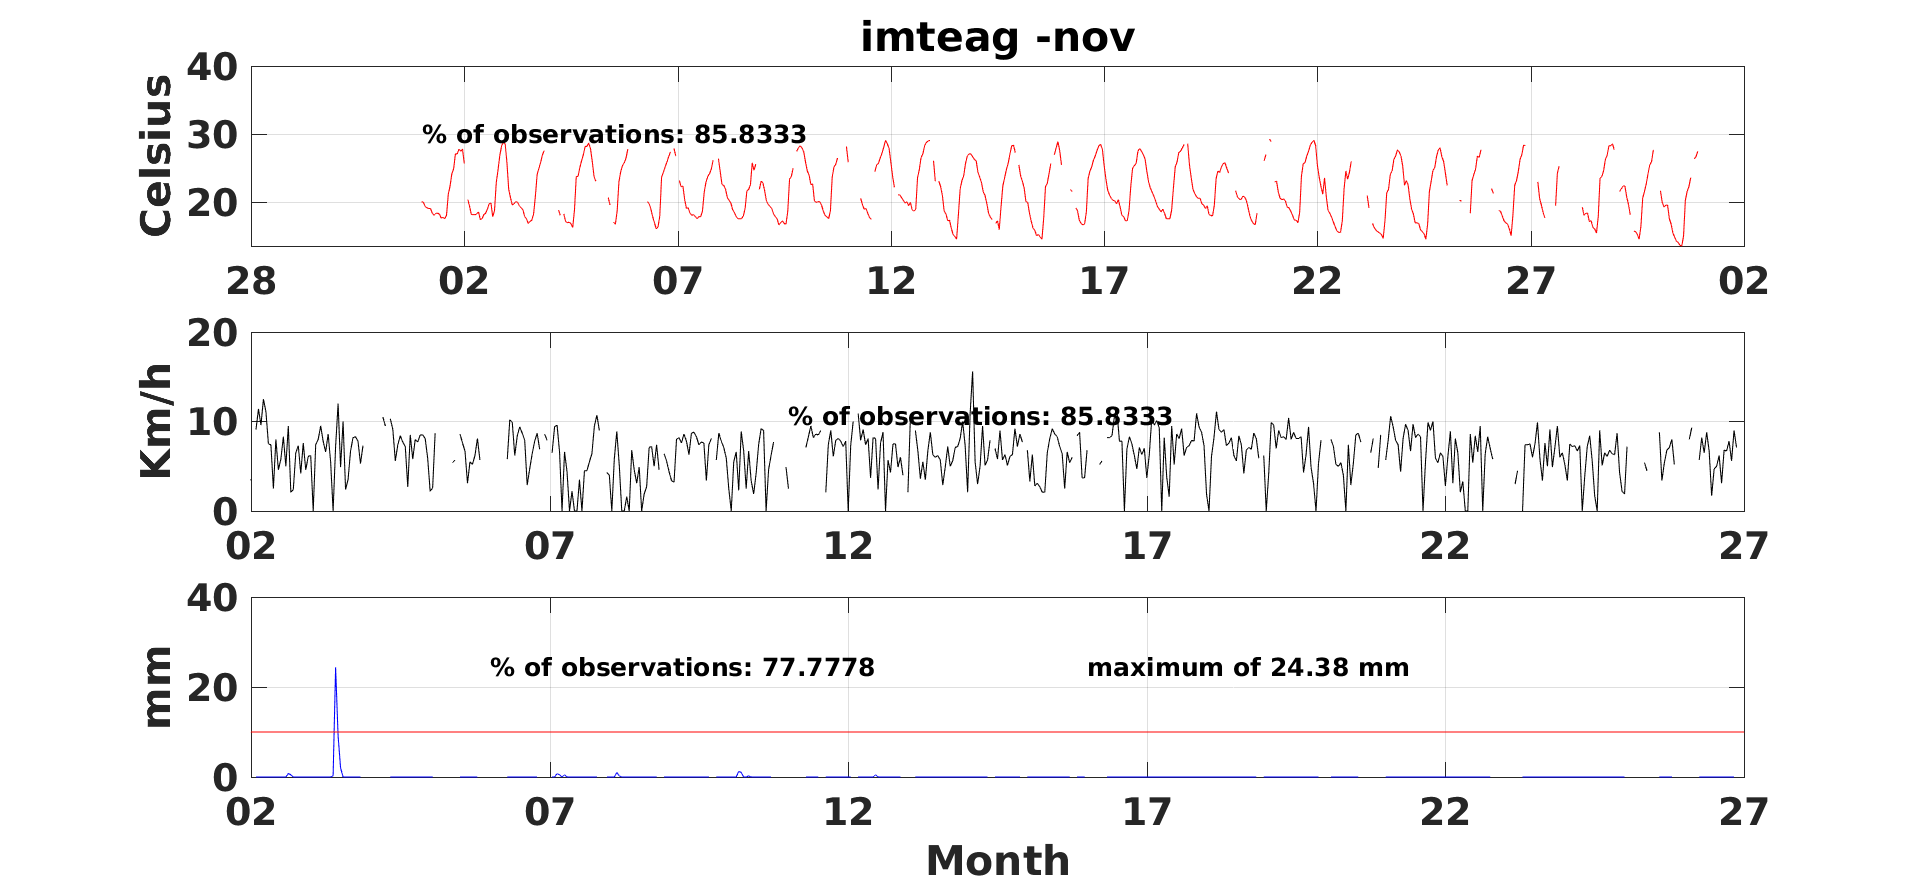 imteag -nov
Celsius
40
30
20
% of observations: 85.8333
28 02 07 12 17 22 27 02
Km/h
20
10
0
% of observations: 85.8333
02 07 12 17 22 27
mm
40
20
0
% of observations: 77.7778 maximum of 24.38 mm
02 07 12 17 22 27
Month